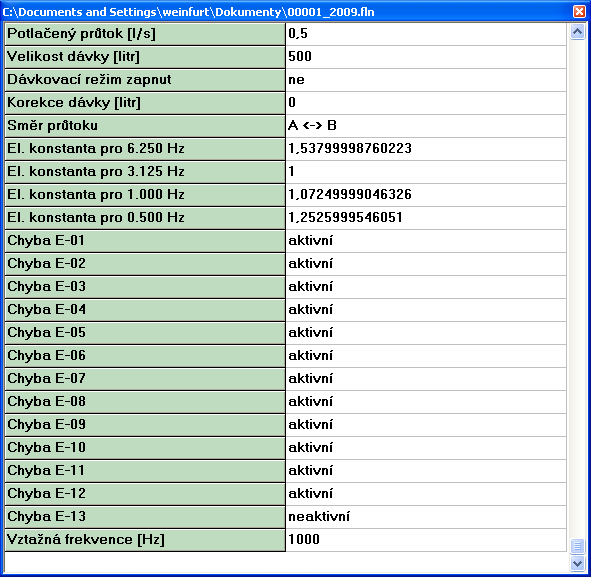 C:\Documents and Settings\weinfurt\Dokumenty\00001_2009.fln
Potlačený průtok [l/s] 0,5
Velikost dávky [litr] 500
Dávkovací režim zapnut ne
Korekce dávky [litr] 0
Směr průtoku A <-> B
El. konstanta pro 6.250 Hz 1,53799998760223
El. konstanta pro 3.125 Hz 1
El. konstanta pro 1.000 Hz 1,07249999046326
El. konstanta pro 0.500 Hz 1,2525999546051
Chyba E-01 aktivní
Chyba E-02 aktivní
Chyba E-03 aktivní
Chyba E-04 aktivní
Chyba E-05 aktivní
Chyba E-06 aktivní
Chyba E-07 aktivní
Chyba E-08 aktivní
Chyba E-09 aktivní
Chyba E-10 aktivní
Chyba E-11 aktivní
Chyba E-12 aktivní
Chyba E-13 neaktivní
Vztažná frekvence [Hz] 1000